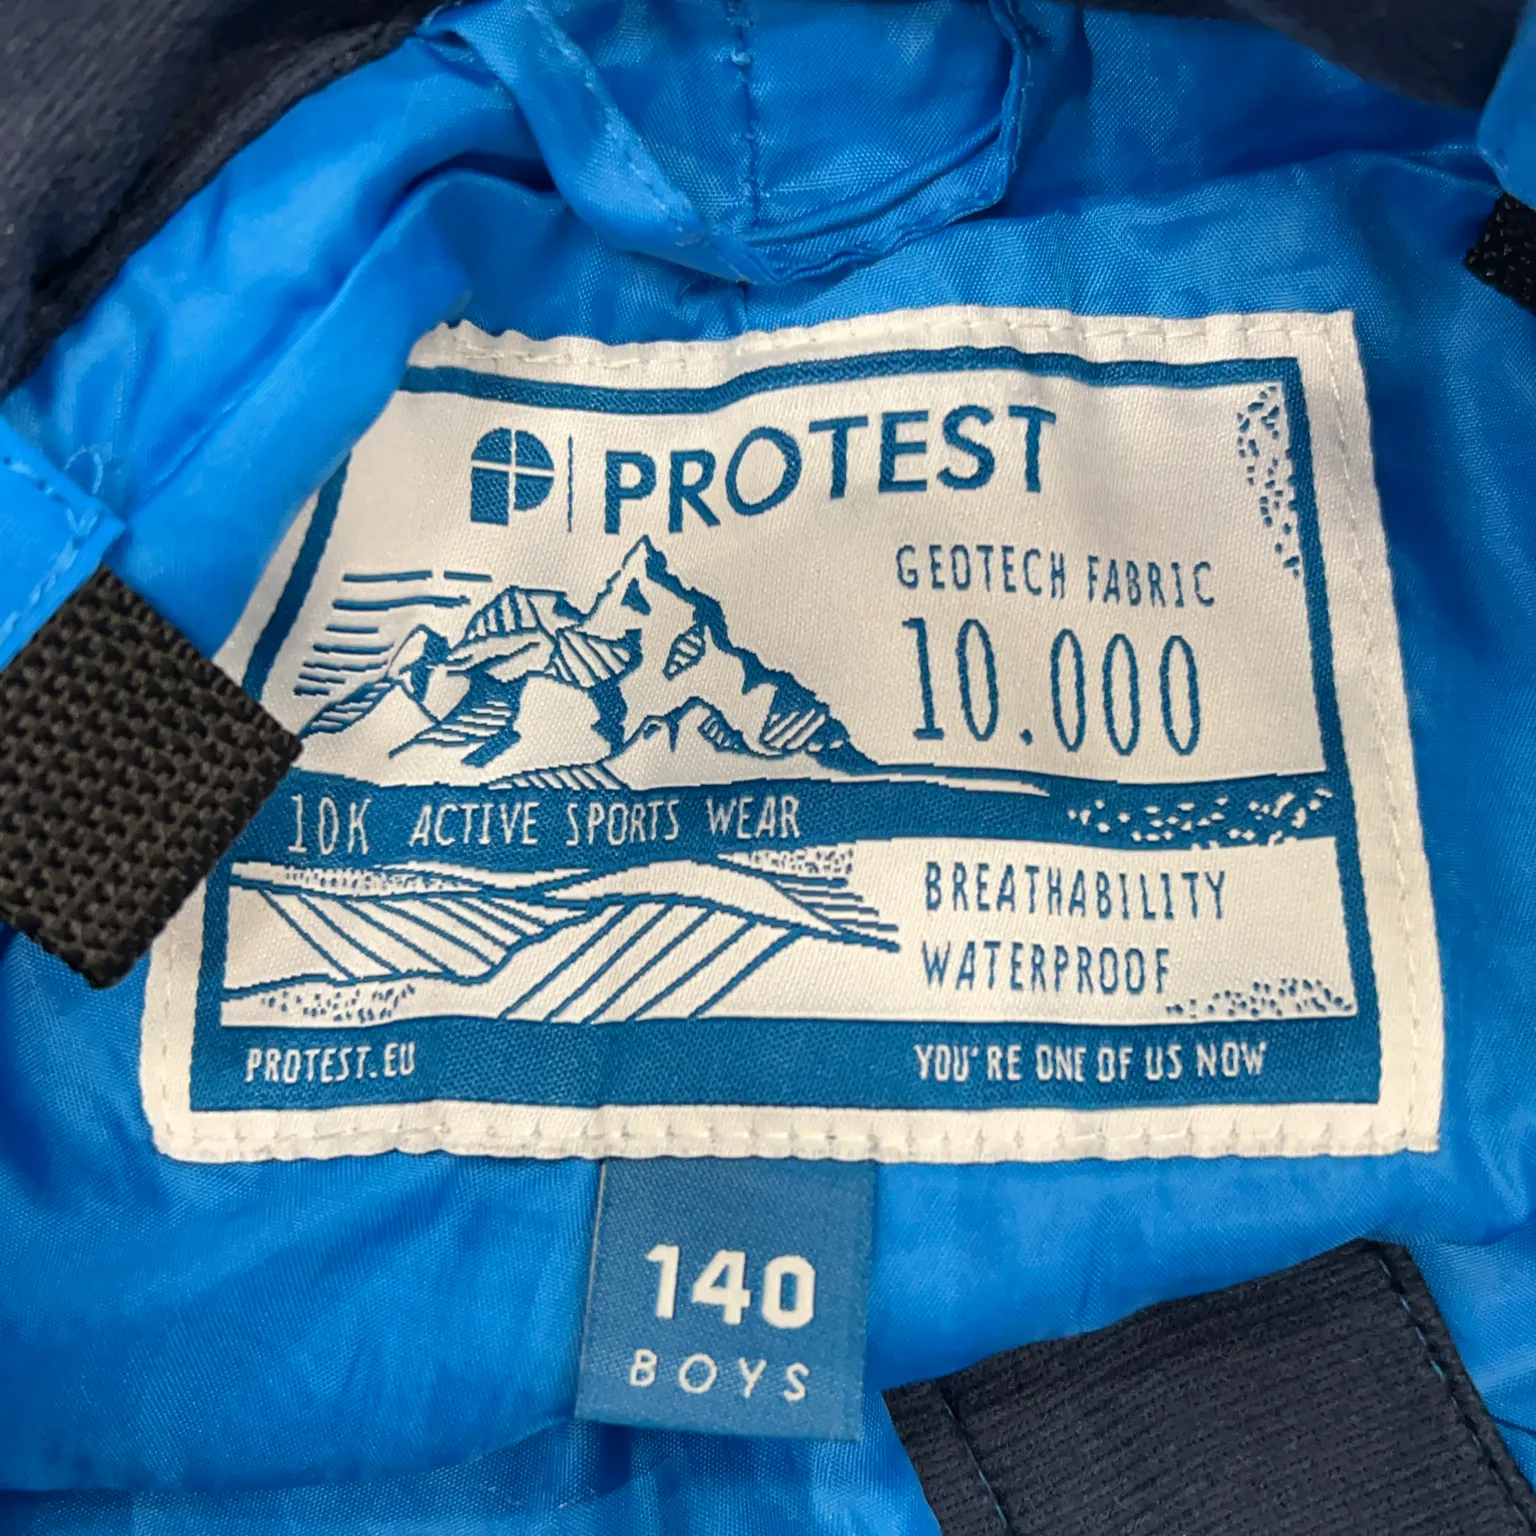 PROTEST
GEOTECH FABRIC
10.000
10K ACTIVE SPORTS WEAR
BREATHABILITY
WATERPROOF
PROTEST.EU
YOU'RE ONE OF US NOW
140
BOYS